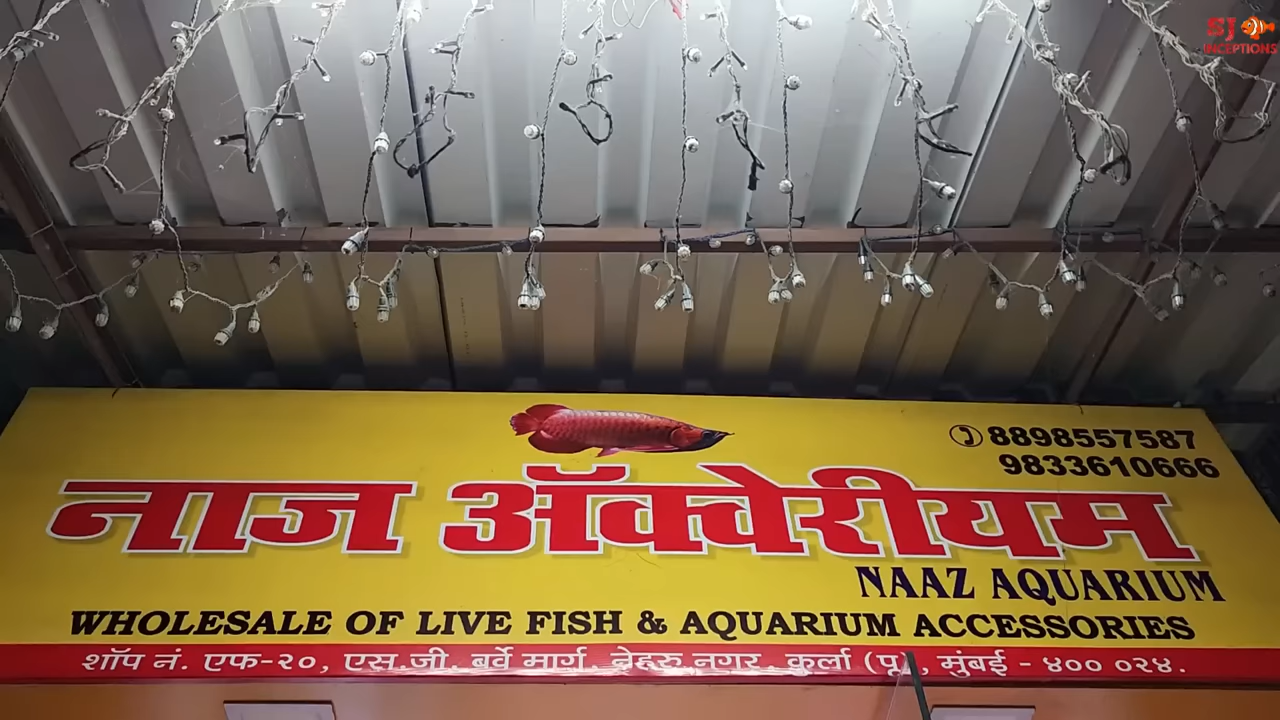 SJ
INCEPTIONS
8898557587
9833610666
नाज ॲक्वेरीयम
NAAZ AQUARIUM
WHOLESALE OF LIVE FISH & AQUARIUM ACCESSORIES
शॉप नं. एफ-२०, एस.जी. बर्वे मार्ग, नेहरु नगर, कुर्ला (पू.), मुंबई - ४०० ०२४.